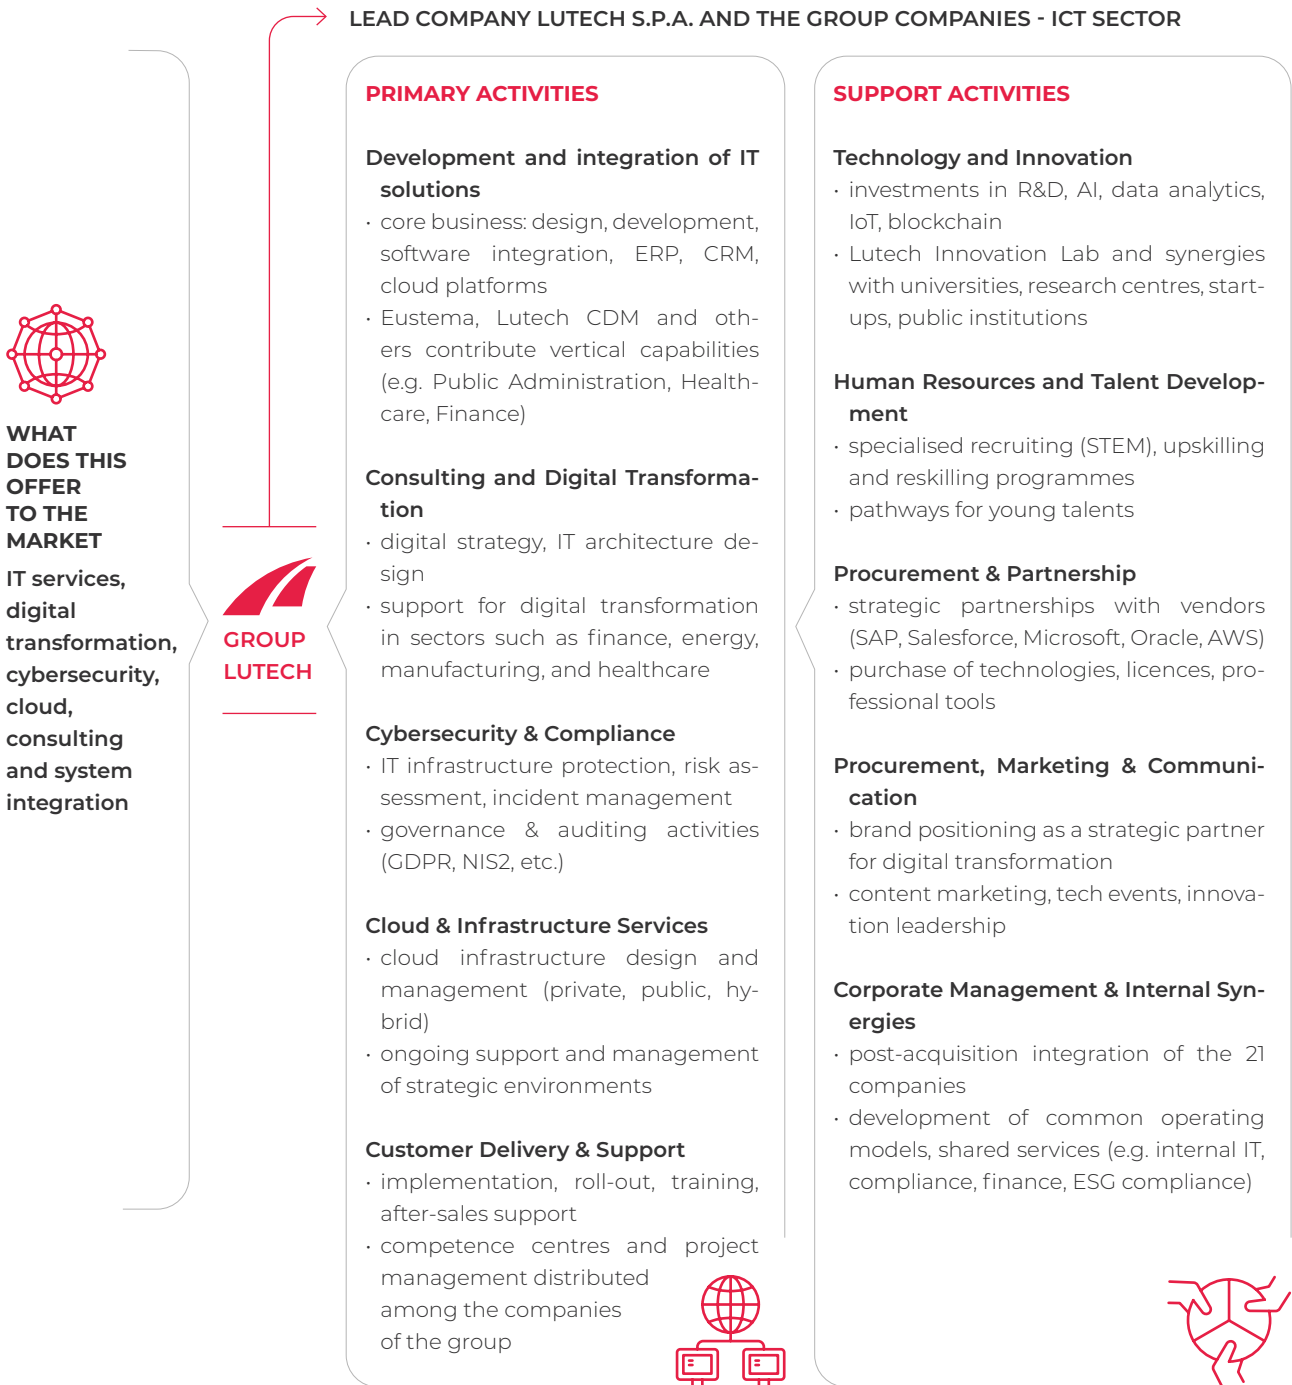 LEAD COMPANY LUTECH S.P.A. AND THE GROUP COMPANIES - ICT SECTOR
WHAT
DOES THIS
OFFER
TO THE
MARKET
IT services,
digital
transformation,
cybersecurity,
cloud,
consulting
and system
integration
GROUP
LUTECH
PRIMARY ACTIVITIES
Development and integration of IT
solutions
· core business: design, development,
software integration, ERP, CRM,
cloud platforms
· Eustema, Lutech CDM and oth-
ers contribute vertical capabilities
(e.g. Public Administration, Health-
care, Finance)
Consulting and Digital Transforma-
tion
· digital strategy, IT architecture de-
sign
· support for digital transformation
in sectors such as finance, energy,
manufacturing, and healthcare
Cybersecurity & Compliance
· IT infrastructure protection, risk as-
sessment, incident management
· governance & auditing activities
(GDPR, NIS2, etc.)
Cloud & Infrastructure Services
· cloud infrastructure design and
management (private, public, hy-
brid)
· ongoing support and management
of strategic environments
Customer Delivery & Support
· implementation, roll-out, training,
after-sales support
· competence centres and project
management distributed
among the companies
of the group
SUPPORT ACTIVITIES
Technology and Innovation
· investments in R&D, AI, data analytics,
IoT, blockchain
· Lutech Innovation Lab and synergies
with universities, research centres, start-
ups, public institutions
Human Resources and Talent Develop-
ment
· specialised recruiting (STEM), upskilling
and reskilling programmes
· pathways for young talents
Procurement & Partnership
· strategic partnerships with vendors
(SAP, Salesforce, Microsoft, Oracle, AWS)
· purchase of technologies, licences, pro-
fessional tools
Procurement, Marketing & Communi-
cation
· brand positioning as a strategic partner
for digital transformation
· content marketing, tech events, innova-
tion leadership
Corporate Management & Internal Syn-
ergies
· post-acquisition integration of the 21
companies
· development of common operating
models, shared services (e.g. internal IT,
compliance, finance, ESG compliance)